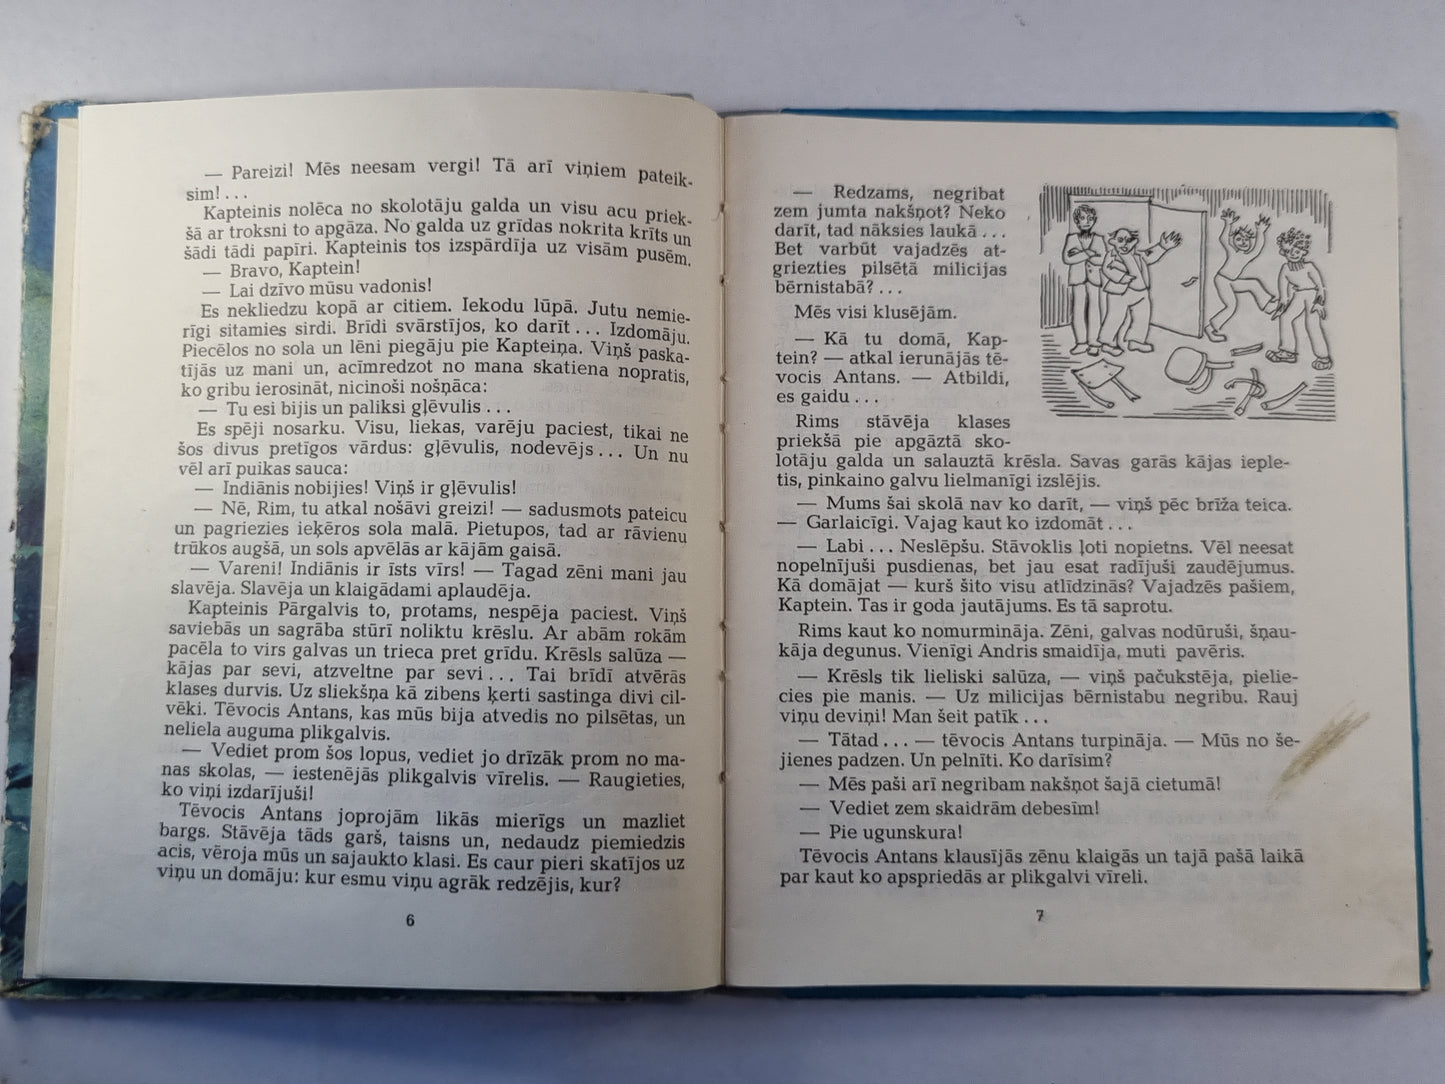 — Pareizi! Mēs neesam vergi! Tā arī viņiem pateik-
sim! . . .
Kapteinis nolēca no skolotāju galda un visu acu priek-
šā ar troksni to apgāza. No galda uz grīdas nokrita krīts un
šādi tādi papīri. Kapteinis tos izspārdīja uz visām pusēm.
— Bravo, Kaptein!
— Lai dzīvo mūsu vadonis!
Es nekliedzu kopā ar citiem. Iekodu lūpā. Jutu nemie-
rīgi sitamies sirdi. Brīdi svārstījos, ko darīt . . . Izdomāju.
Piecēlos no sola un lēni piegāju pie Kapteiņa. Viņš paska-
tījās uz mani un, acīmredzot no mana skatiena nopratis,
ko gribu ierosināt, nicinoši nošņāca:
— Tu esi bijis un paliksi gļēvulis . . .
Es spēji nosarku. Visu, liekas, varēju paciest, tikai ne
šos divus pretīgos vārdus: gļēvulis, nodevējs . . . Un nu
vēl arī puikas sauca:
— Indiānis nobijies! Viņš ir gļēvulis!
— Nē, Rim, tu atkal nošāvi greizi! — sadusmots pateicu
un pagriezies ieķēros sola malā. Pietupos, tad ar rāvienu
trūkos augšā, un sols apvēlās ar kājām gaisā.
— Vareni! Indiānis ir īsts vīrs! — Tagad zēni mani jau
slavēja. Slavēja un klaigādami aplaudēja.
Kapteinis Pārgalvis to, protams, nespēja paciest. Viņš
saviebās un sagrāba stūrī noliktu krēslu. Ar abām rokām
pacēla to virs galvas un trieca pret grīdu. Krēsls salūza —
kājas par sevi, atzveltne par sevi . . . Tai brīdī atvērās
klases durvis. Uz sliekšņa kā zibens ķerti sastinga divi cil-
vēki. Tēvocis Antans, kas mūs bija atvedis no pilsētas, un
neliela auguma plikgalvis.
— Vediet prom šos lopus, vediet jo drīzāk prom no ma-
nas skolas, — iestenējās plikgalvis vīrelis. — Raugieties,
ko viņi izdarījuši!
Tēvocis Antans joprojām likās mierīgs un mazliet
bargs. Stāvēja tāds garš, taisns un, nedaudz piemiedzis
acis, vēroja mūs un sajaukto klasi. Es caur pieri skatījos uz
viņu un domāju: kur esmu viņu agrāk redzējis, kur?
6
— Redzams, negribat
zem jumta nakšņot? Neko
darīt, tad nāksies laukā . . .
Bet varbūt vajadzēs at-
griezties pilsētā milicijas
bērnistabā? . . .
Mēs visi klusējām.
— Kā tu domā, Kap-
tein? — atkal ierunājās tē-
vocis Antans. — Atbildi,
es gaidu . . .
Rims stāvēja klases
priekšā pie apgāztā sko-
lotāju galda un salauztā krēsla. Savas garās kājas ieple-
tis, pinkaino galvu lielmanīgi izslējis.
— Mums šai skolā nav ko darīt, — viņš pēc brīža teica.
— Garlaicīgi. Vajag kaut ko izdomāt . . .
— Labi . . . Neslēpšu. Stāvoklis ļoti nopietns. Vēl neesat
nopelnījuši pusdienas, bet jau esat radījuši zaudējumus.
Kā domājat — kurš šito visu atlīdzinās? Vajadzēs pašiem,
Kaptein. Tas ir goda jautājums. Es tā saprotu.
Rims kaut ko nomurmināja. Zēni, galvas nodūruši, šņau-
kāja degunus. Vienīgi Andris smaidīja, muti pavēris.
— Krēsls tik lieliski salūza, — viņš pačukstēja, pielie-
cies pie manis. — Uz milicijas bērnistabu negribu. Rauj
viņu deviņi! Man šeit patīk . . .
— Tātad . . . — tēvocis Antans turpināja. — Mūs no še-
jienes padzen. Un pelnīti. Ko darīsim?
— Mēs paši arī negribam nakšņot šajā cietumā!
— Vediet zem skaidrām debesīm!
— Pie ugunskura!
Tēvocis Antans klausījās zēnu klaigās un tajā pašā laikā
par kaut ko apspriedās ar plikgalvi vīreli.
7